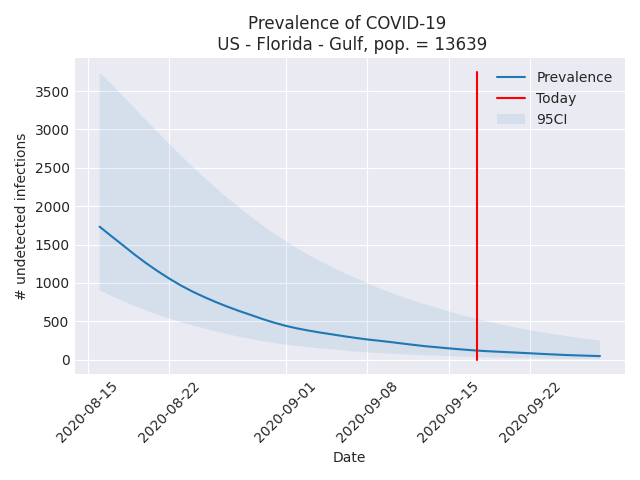 Prevalence of COVID-19
US - Florida - Gulf, pop. = 13639
Prevalence
Today
95CI
# undetected infections
3500
3000
2500
2000
1500
1000
500
0
2020-08-15
2020-08-22
2020-09-01
2020-09-08
2020-09-15
2020-09-22
Date